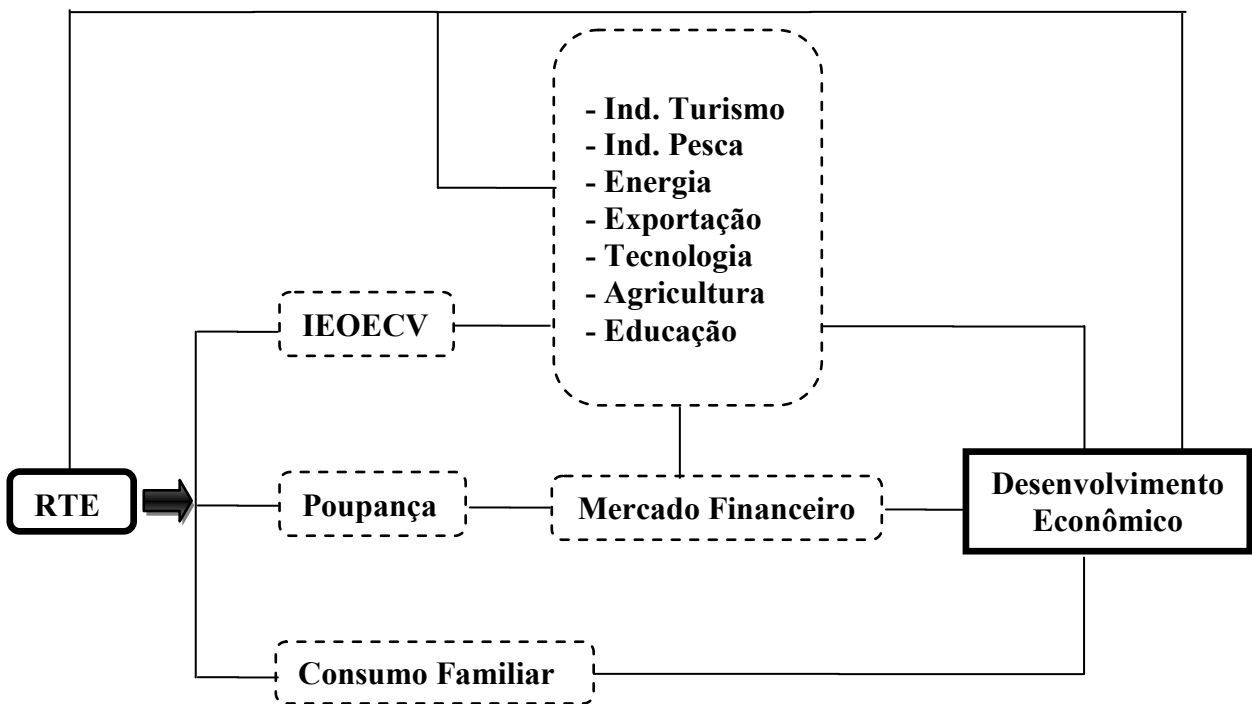 - Ind. Turismo
- Ind. Pesca
- Energia
- Exportação
- Tecnologia
- Agricultura
- Educação
IEOECV
RTE
Poupança
Mercado Financeiro
Desenvolvimento
Econômico
Consumo Familiar